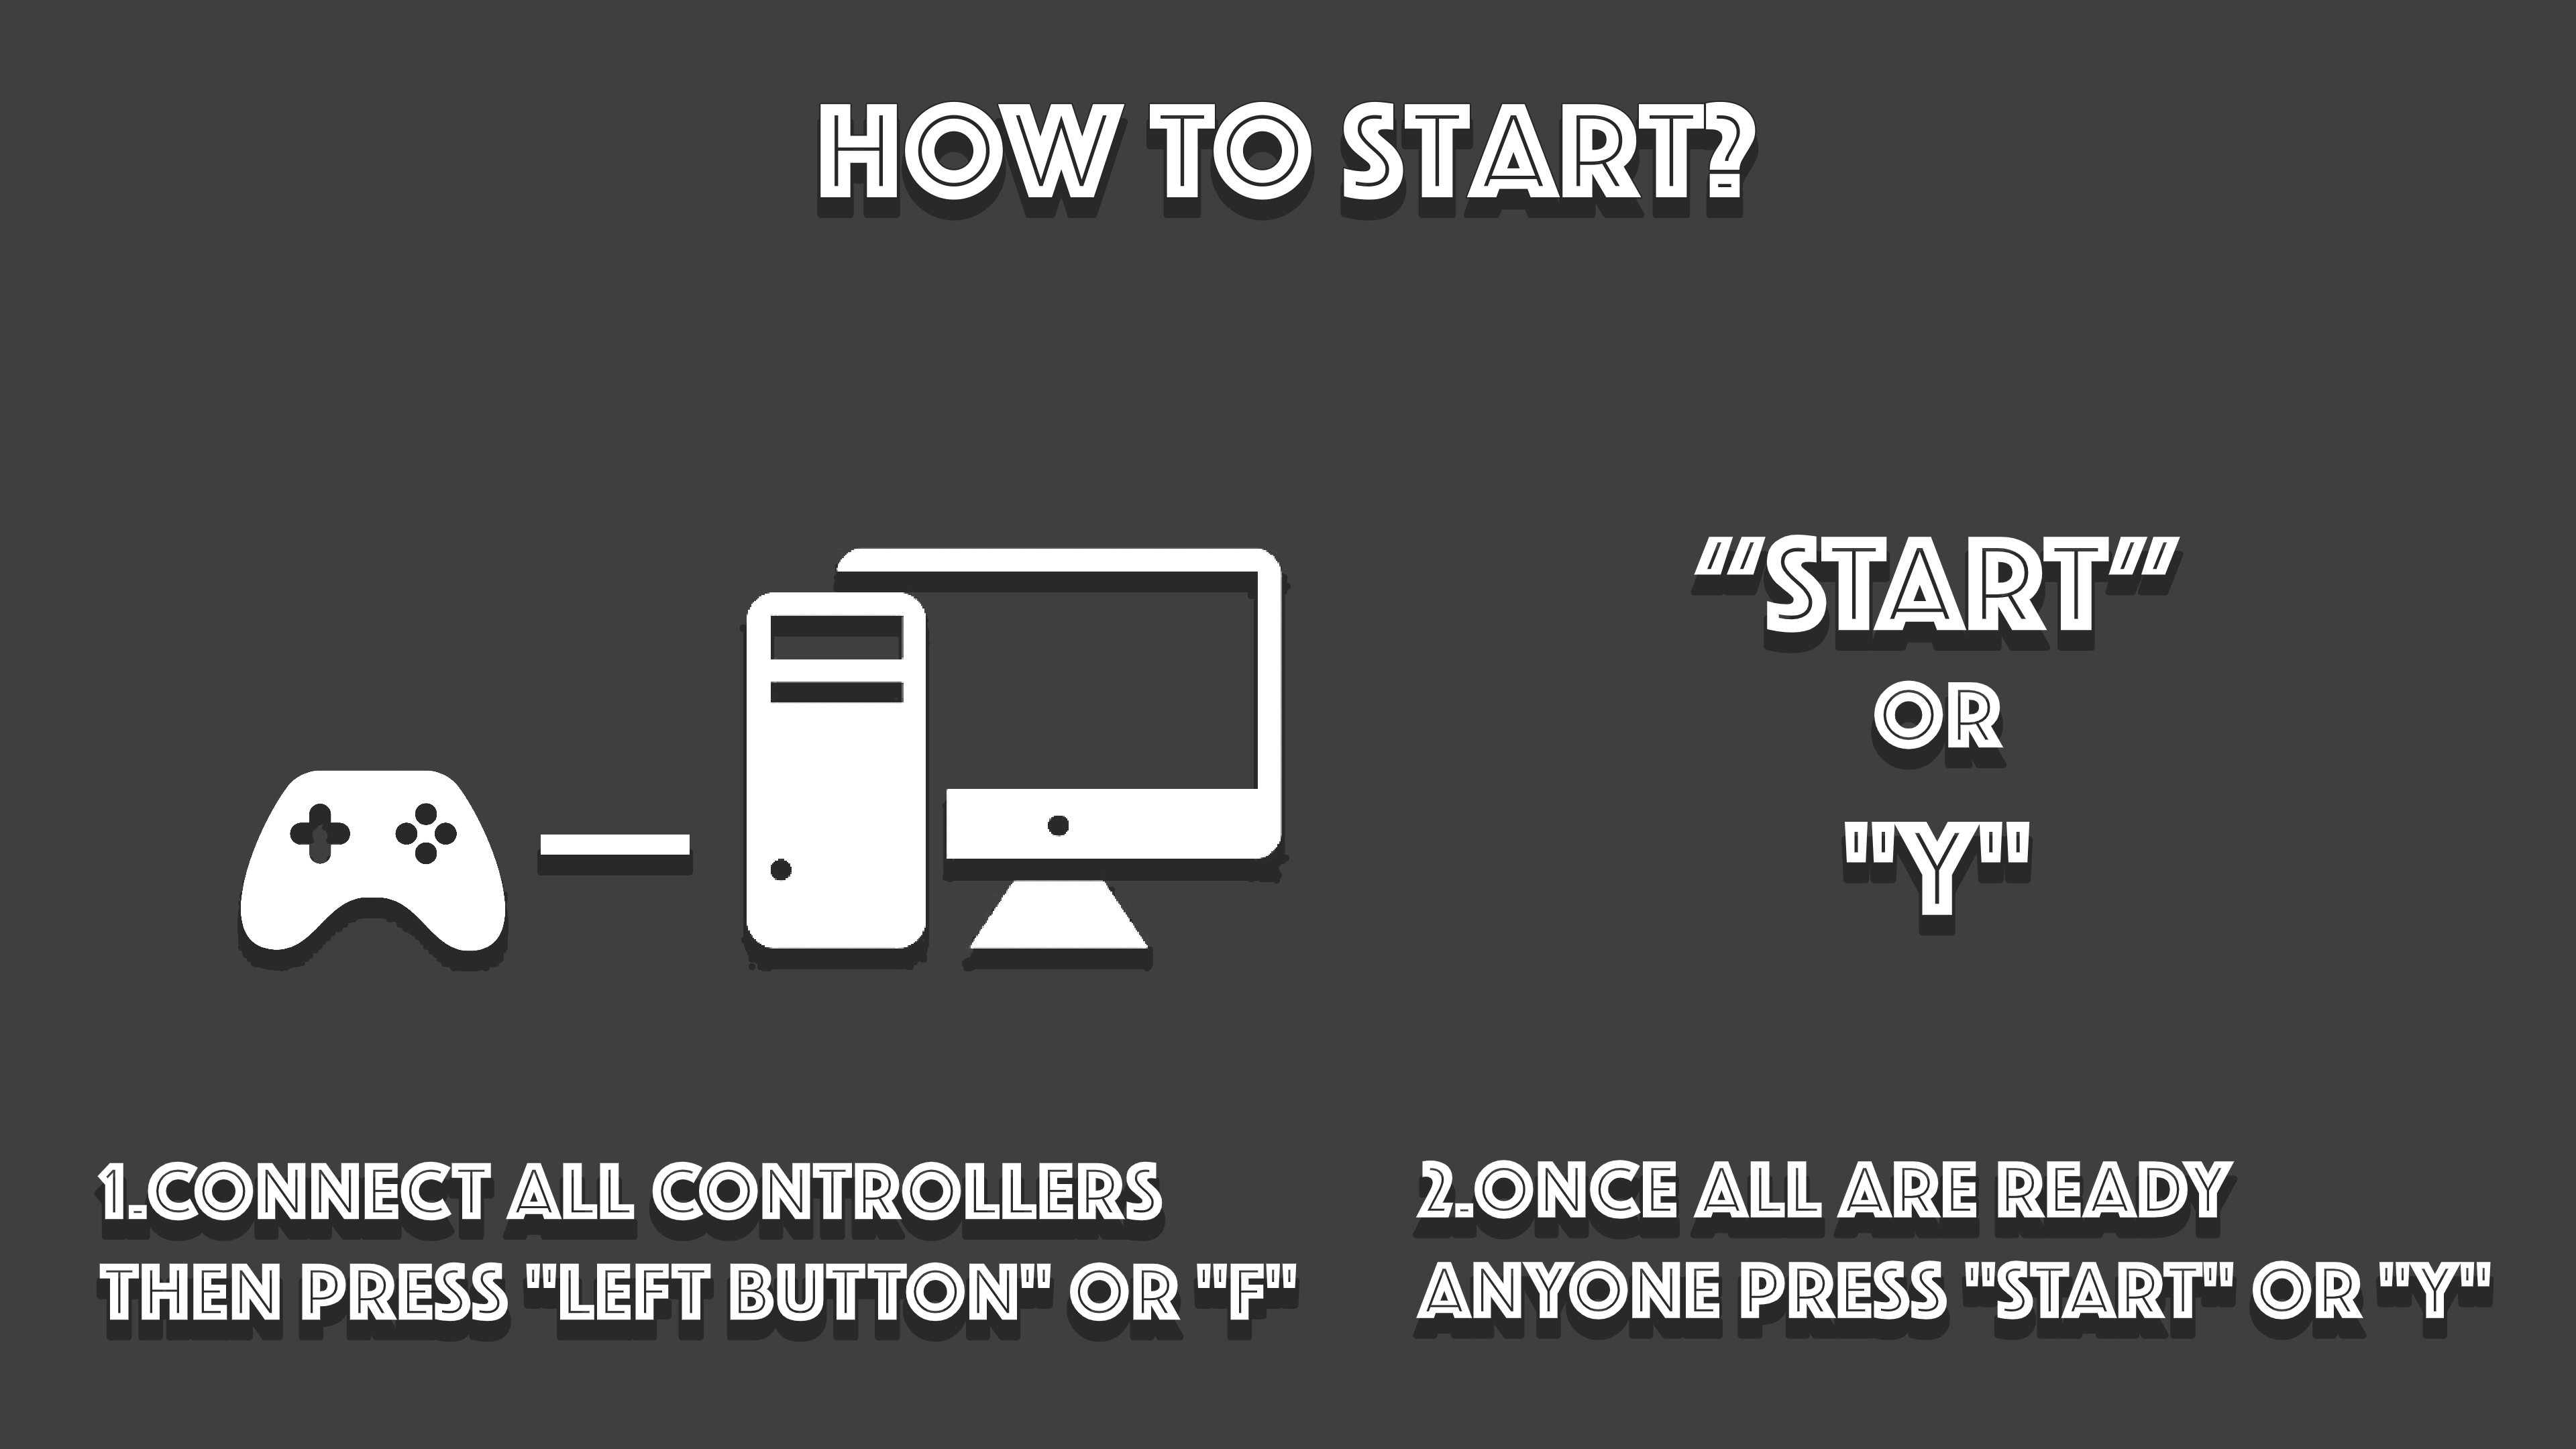 HOW TO START?
"START"
OR
"Y"
1.CONNECT ALL CONTROLLERS
THEN PRESS "LEFT BUTTON" OR "F"
2.ONCE ALL ARE READY
ANYONE PRESS "START" OR "Y"